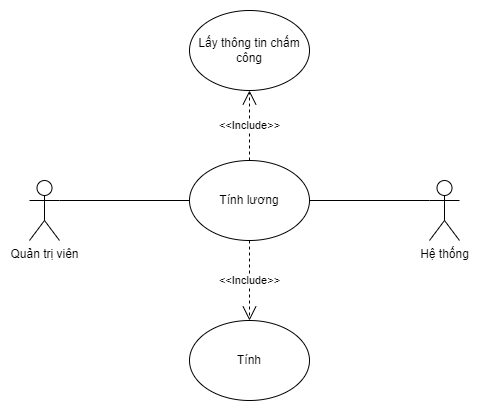 Lấy thông tin chấm
công
<<Include>>
Tính lương
Quản trị viên
Hệ thống
<<Include>>
Tính